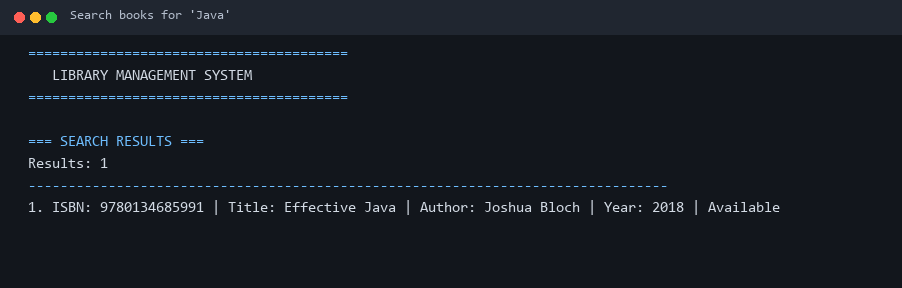 Search books for 'Java'
========================================
LIBRARY MANAGEMENT SYSTEM
========================================
=== SEARCH RESULTS ===
Results: 1
--------------------------------------------------------------------------------
1. ISBN: 9780134685991 | Title: Effective Java | Author: Joshua Bloch | Year: 2018 | Available